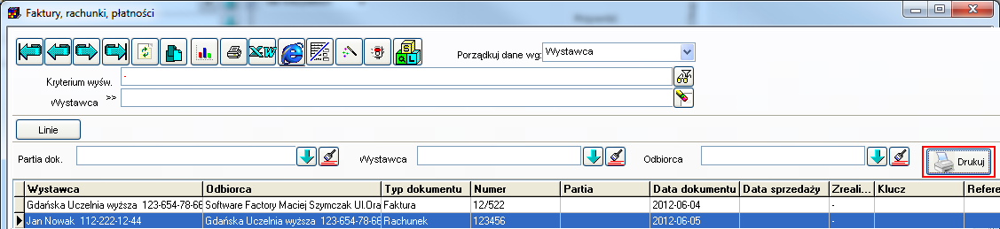 Faktury, rachunki, płatności
Porządkuj dane wg: Wystawca
Kryterium wyśw. -
Wystawca >>
Linie
Partia dok. Wystawca Odbiorca Drukuj
Wystawca Odbiorca Typ dokumentu Numer Partia Data dokumentu Data sprzedaży Zreali... Klucz Refere
Gdańska Uczelnia wyższa 123-654-78-66 Software Factory Maciej Szymczak Ul.Ora Faktura 12/522 2012-06-04 -
Jan Nowak 112-222-12-44 Gdańska Uczelnia wyższa 123-654-78-66 Rachunek 123456 2012-06-05 -